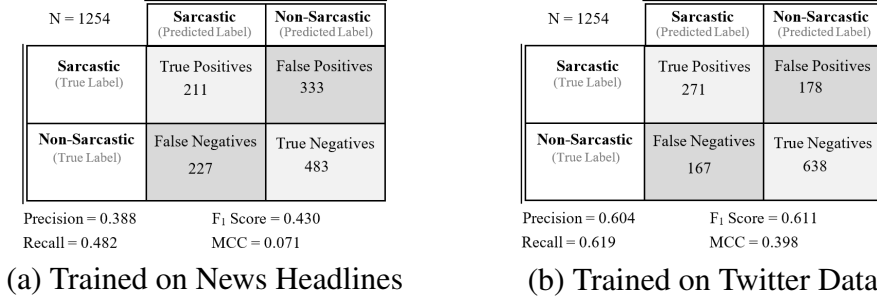 N = 1254
Sarcastic
(Predicted Label)
Non-Sarcastic
(Predicted Label)
Sarcastic
(True Label)
True Positives
211
False Positives
333
Non-Sarcastic
(True Label)
False Negatives
227
True Negatives
483
Precision = 0.388
F1 Score = 0.430
Recall = 0.482
MCC = 0.071
(a) Trained on News Headlines
N = 1254
Sarcastic
(Predicted Label)
Non-Sarcastic
(Predicted Label)
Sarcastic
(True Label)
True Positives
271
False Positives
178
Non-Sarcastic
(True Label)
False Negatives
167
True Negatives
638
Precision = 0.604
F1 Score = 0.611
Recall = 0.619
MCC = 0.398
(b) Trained on Twitter Data